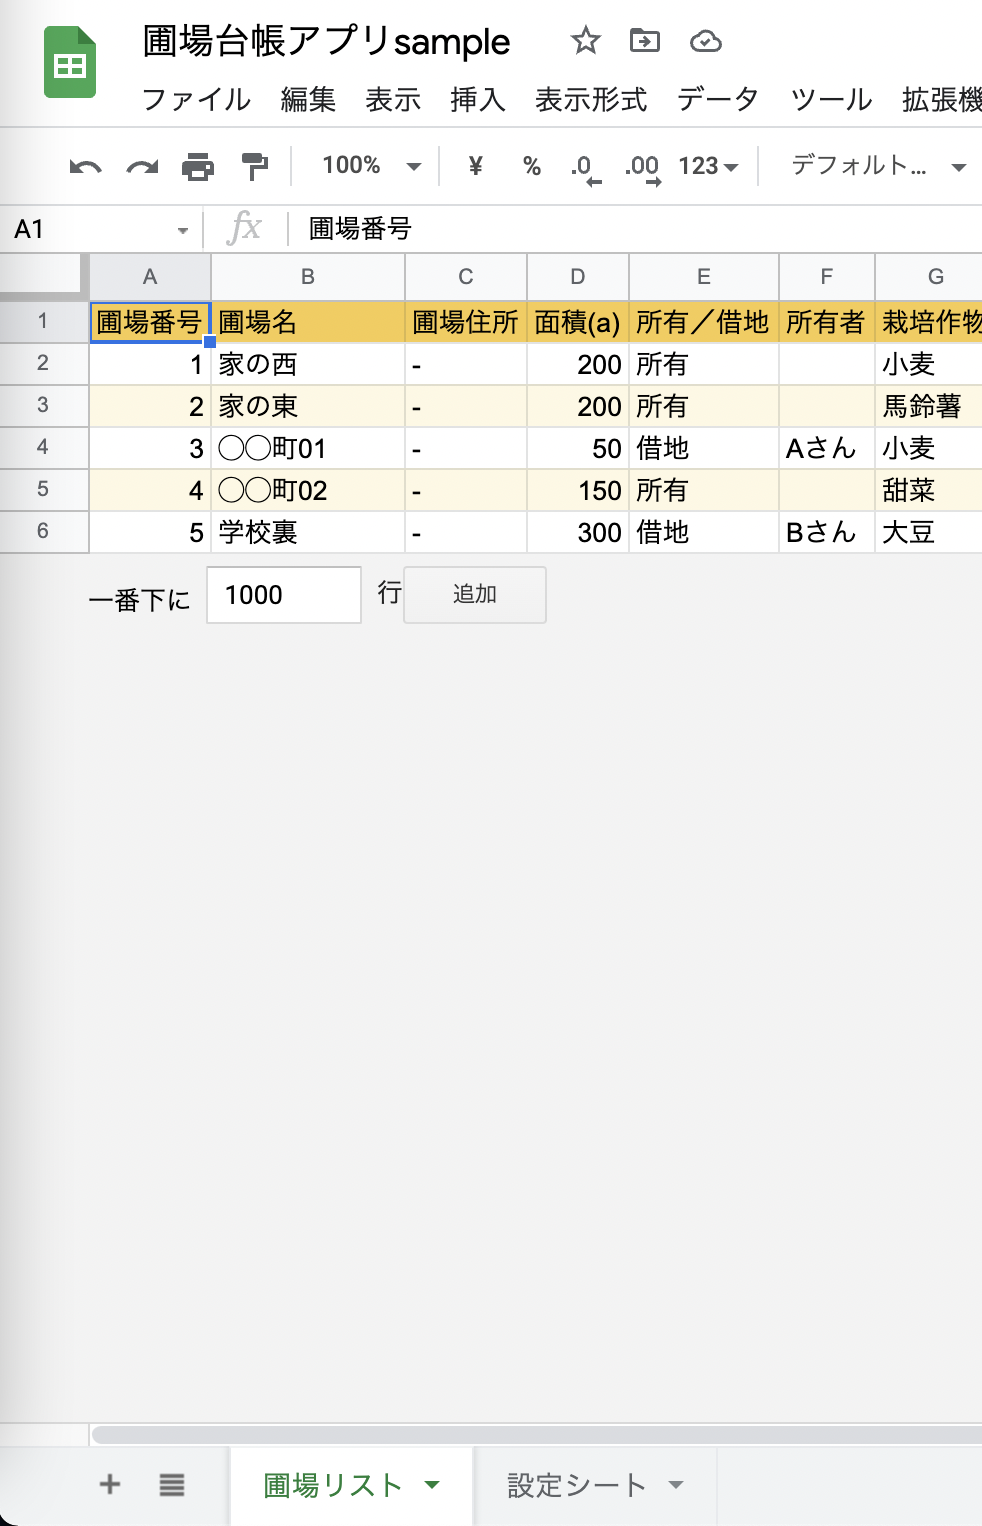 圃場台帳アプリsample
ファイル 編集 表示 挿入 表示形式 データ ツール 拡張機
100% ¥ % .0 .00 123 デフォルト...
A1 fx 圃場番号
A B C D E F G
1 圃場番号 圃場名 圃場住所 面積(a) 所有／借地 所有者 栽培作物
2 1 家の西 - 200 所有 小麦
3 2 家の東 - 200 所有 馬鈴薯
4 3 〇〇町01 - 50 借地 Aさん 小麦
5 4 〇〇町02 - 150 所有 甜菜
6 5 学校裏 - 300 借地 Bさん 大豆
一番下に 1000 行 追加
圃場リスト 設定シート